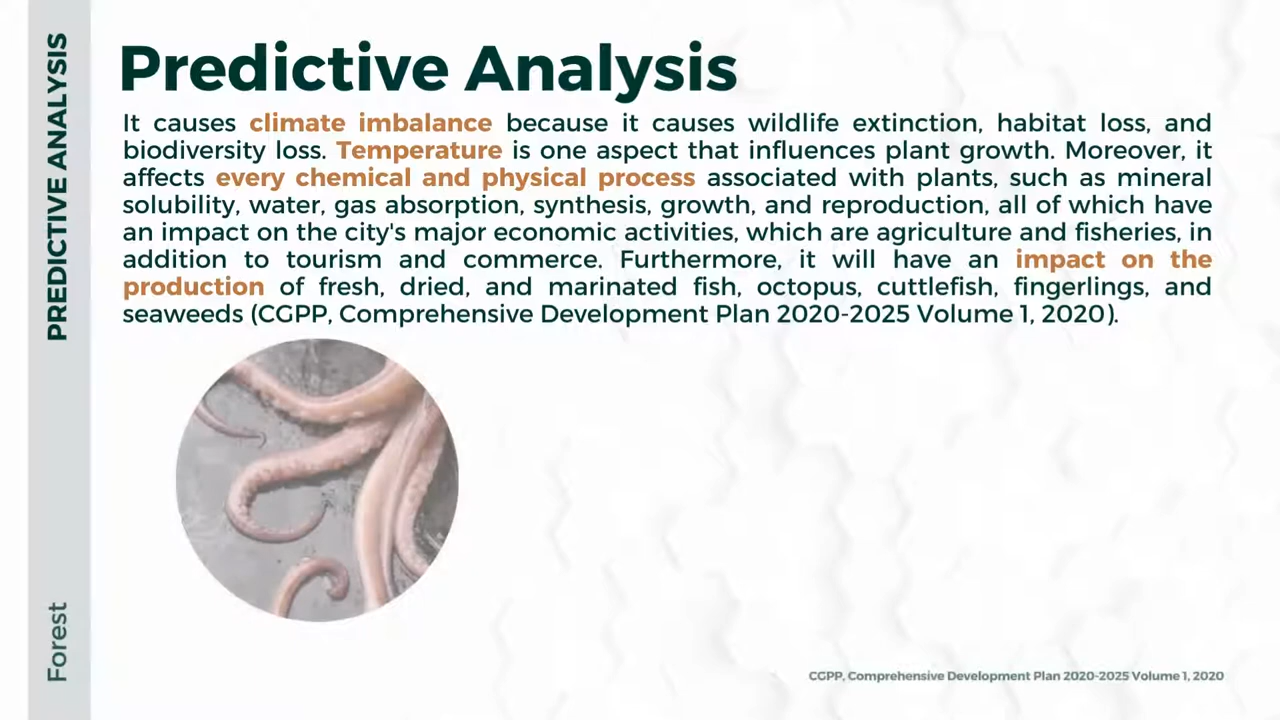 PREDICTIVE ANALYSIS
Forest
Predictive Analysis
It causes climate imbalance because it causes wildlife extinction, habitat loss, and
biodiversity loss. Temperature is one aspect that influences plant growth. Moreover, it
affects every chemical and physical process associated with plants, such as mineral
solubility, water, gas absorption, synthesis, growth, and reproduction, all of which have
an impact on the city's major economic activities, which are agriculture and fisheries, in
addition to tourism and commerce. Furthermore, it will have an impact on the
production of fresh, dried, and marinated fish, octopus, cuttlefish, fingerlings, and
seaweeds (CGPP, Comprehensive Development Plan 2020-2025 Volume 1, 2020).
CGPP, Comprehensive Development Plan 2020-2025 Volume 1, 2020